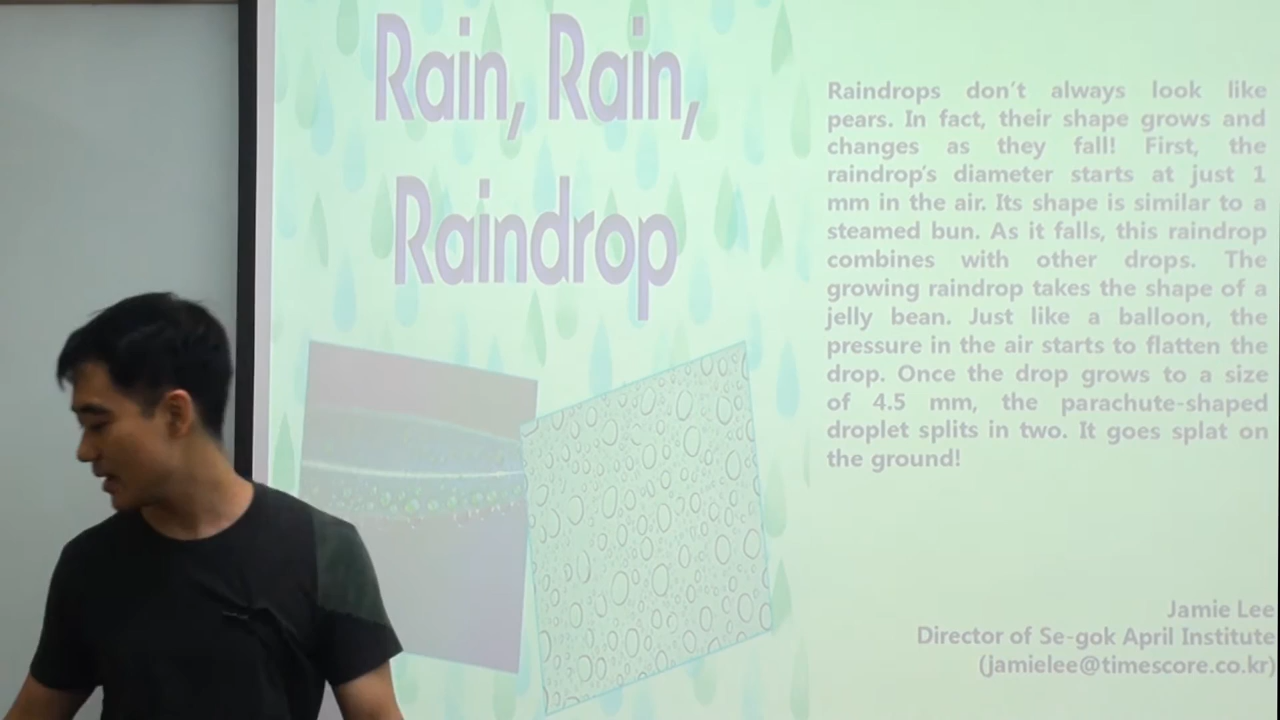 Rain, Rain,
Raindrop
Raindrops don't always look like
pears. In fact, their shape grows and
changes as they fall! First, the
raindrop's diameter starts at just 1
mm in the air. Its shape is similar to a
steamed bun. As it falls, this raindrop
combines with other drops. The
growing raindrop takes the shape of a
jelly bean. Just like a balloon, the
pressure in the air starts to flatten the
drop. Once the drop grows to a size
of 4.5 mm, the parachute-shaped
droplet splits in two. It goes splat on
the ground!
Jamie Lee
Director of Se-gok April Institute
(jamielee@timescore.co.kr)